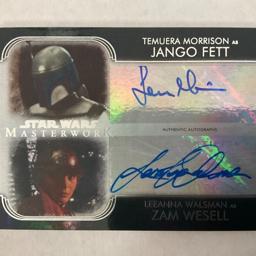 TEMUERA MORRISON AS
JANGO FETT
STAR WARS
MASTERWORK
AUTHENTIC AUTOGRAPHS
LEEANNA WALSMAN AS
ZAM WESELL